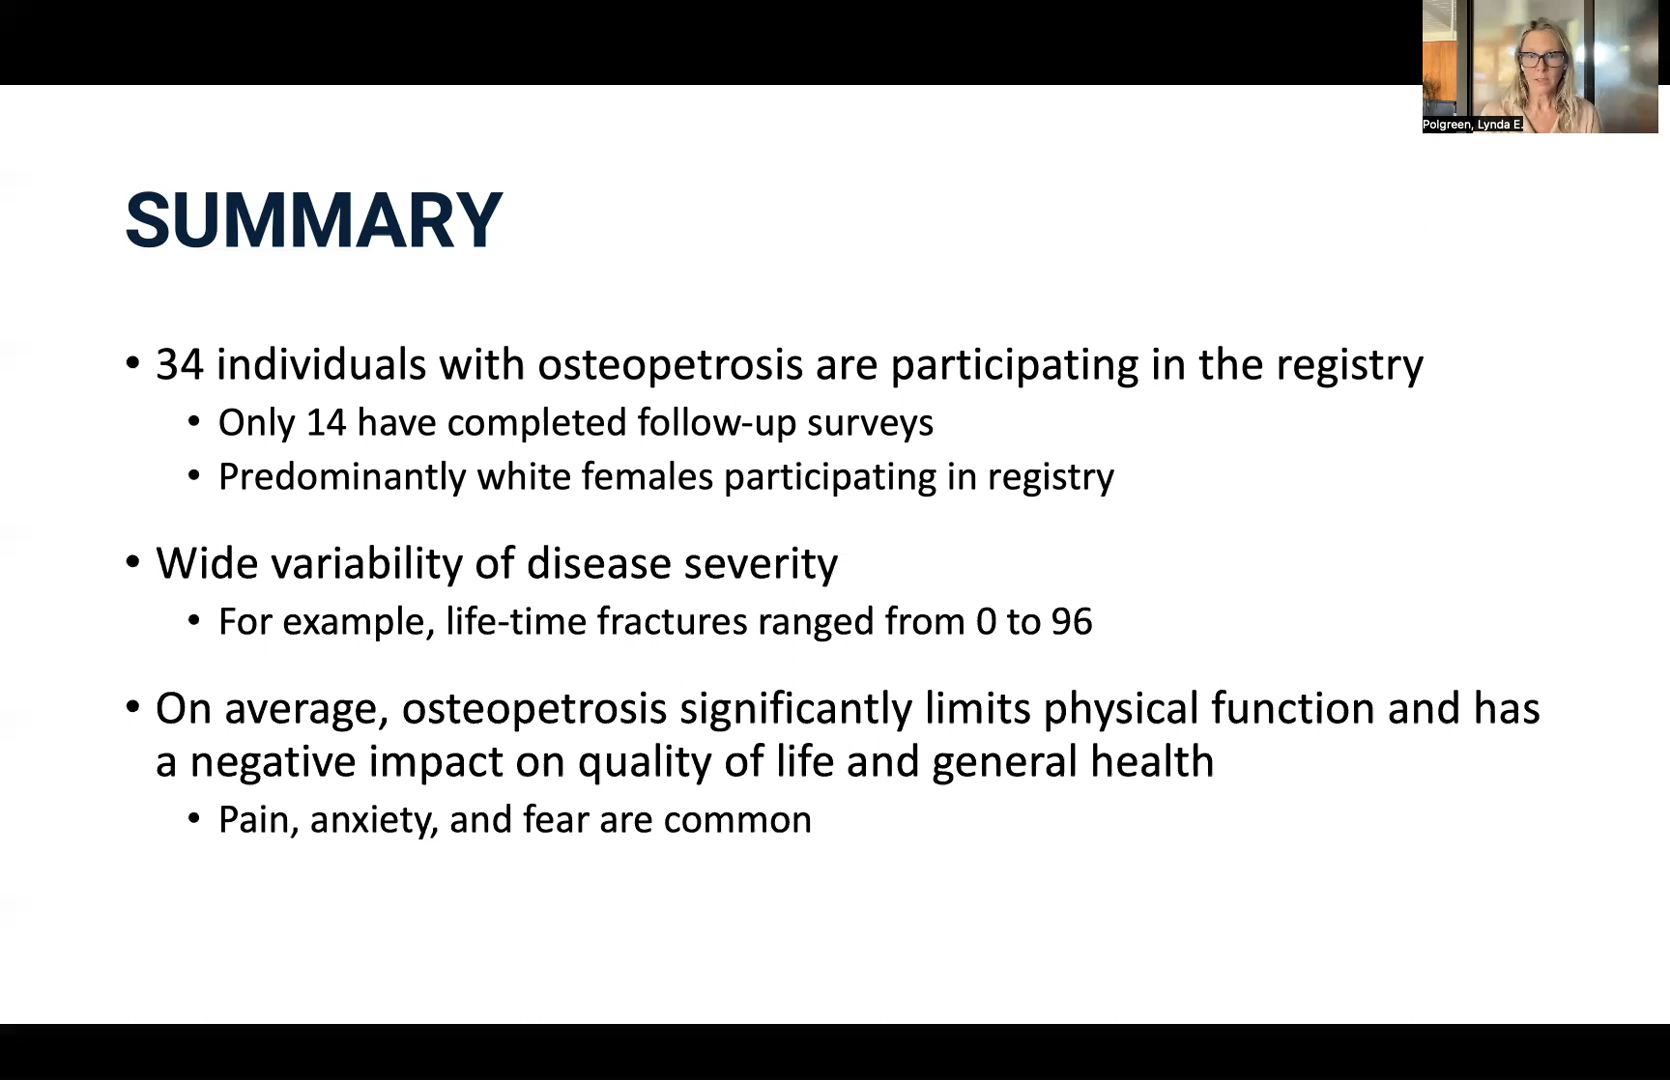 Polgreen, Lynda E.
SUMMARY
• 34 individuals with osteopetrosis are participating in the registry
• Only 14 have completed follow-up surveys
• Predominantly white females participating in registry
• Wide variability of disease severity
• For example, life-time fractures ranged from 0 to 96
• On average, osteopetrosis significantly limits physical function and has
a negative impact on quality of life and general health
• Pain, anxiety, and fear are common